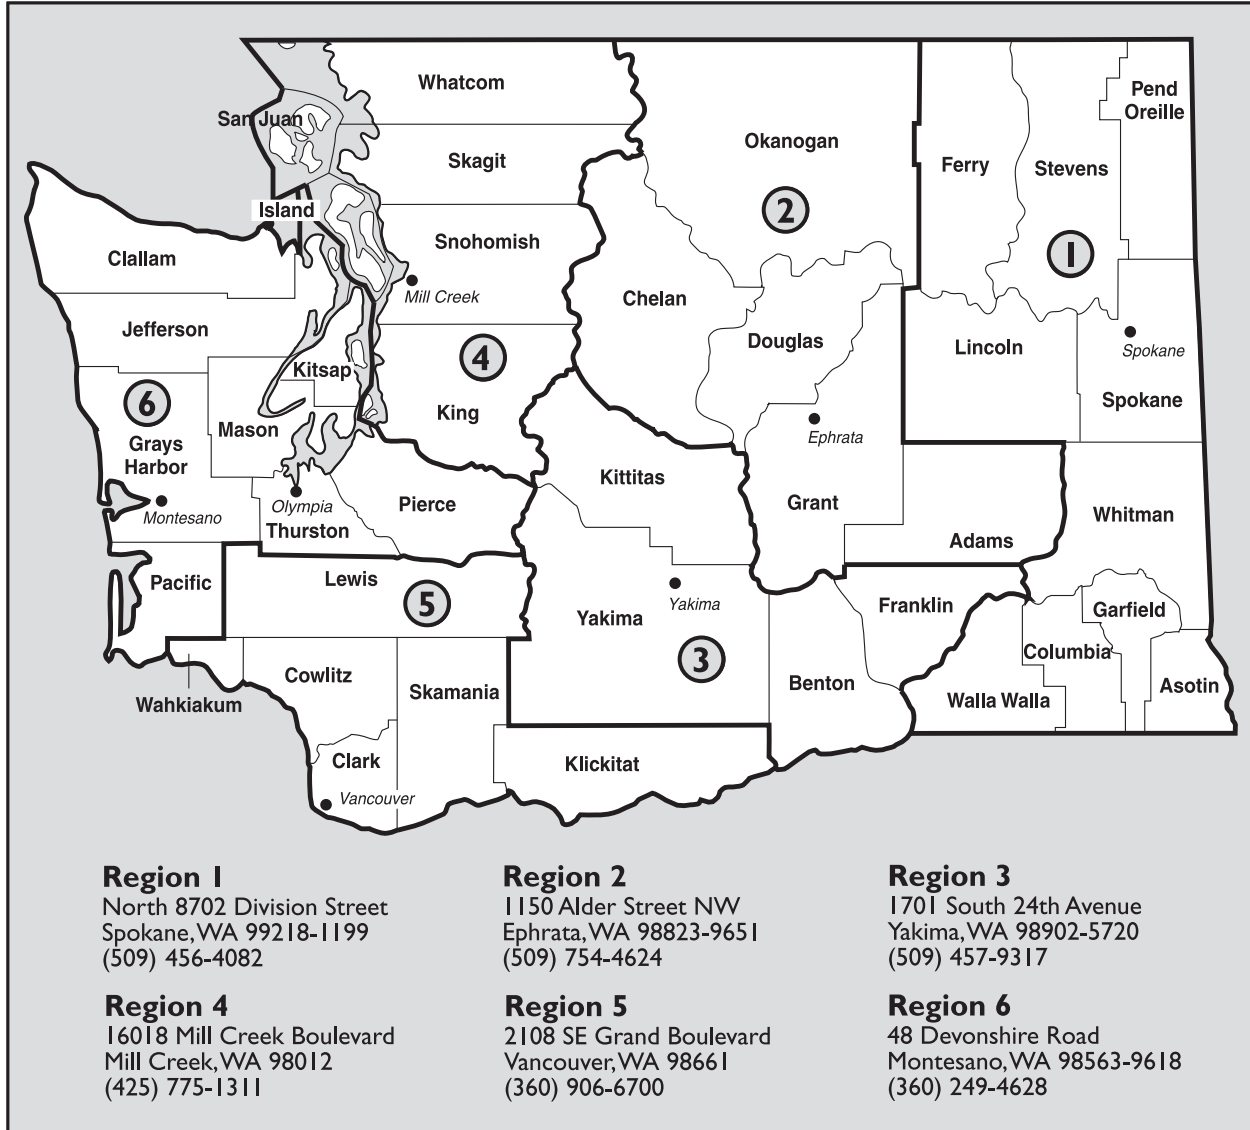 Whatcom
Pend
Oreille
San Juan
Okanogan
Skagit
Ferry
Stevens
2
Island
Snohomish
1
Clallam
Mill Creek
Chelan
Jefferson
Douglas
Lincoln
Spokane
4
Kitsap
6
King
Spokane
Mason
Ephrata
Grays
Harbor
Kittitas
Grant
Pierce
Olympia
Montesano
Thurston
Whitman
Adams
Pacific
Lewis
5
Yakima
Franklin
Garfield
Yakima
3
Columbia
Cowlitz
Skamania
Benton
Walla Walla
Asotin
Wahkiakum
Clark
Klickitat
Vancouver
Region 1
North 8702 Division Street
Spokane, WA 99218-1199
(509) 456-4082
Region 2
1150 Alder Street NW
Ephrata, WA 98823-9651
(509) 754-4624
Region 3
1701 South 24th Avenue
Yakima, WA 98902-5720
(509) 457-9317
Region 4
16018 Mill Creek Boulevard
Mill Creek, WA 98012
(425) 775-1311
Region 5
2108 SE Grand Boulevard
Vancouver, WA 98661
(360) 906-6700
Region 6
48 Devonshire Road
Montesano, WA 98563-9618
(360) 249-4628